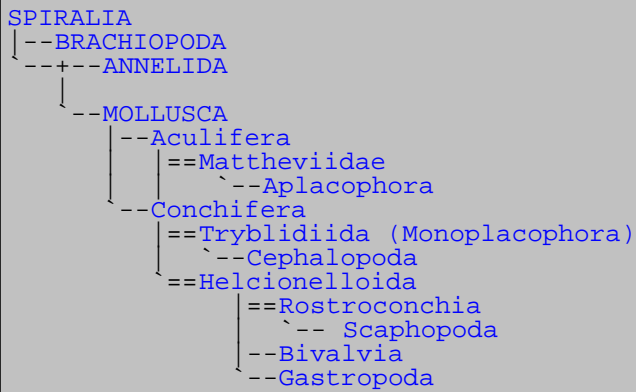 SPIRALIA
|--BRACHIOPODA
`--+--ANNELIDA
   |
   `--MOLLUSCA
      |--Aculifera
      |  |==Mattheviidae
      |  |  `--Aplacophora
      `--Conchifera
         |==Tryblidiida (Monoplacophora)
         |  `--Cephalopoda
         `==Helcionelloida
            |==Rostroconchia
            |  `-- Scaphopoda
            |--Bivalvia
            `--Gastropoda